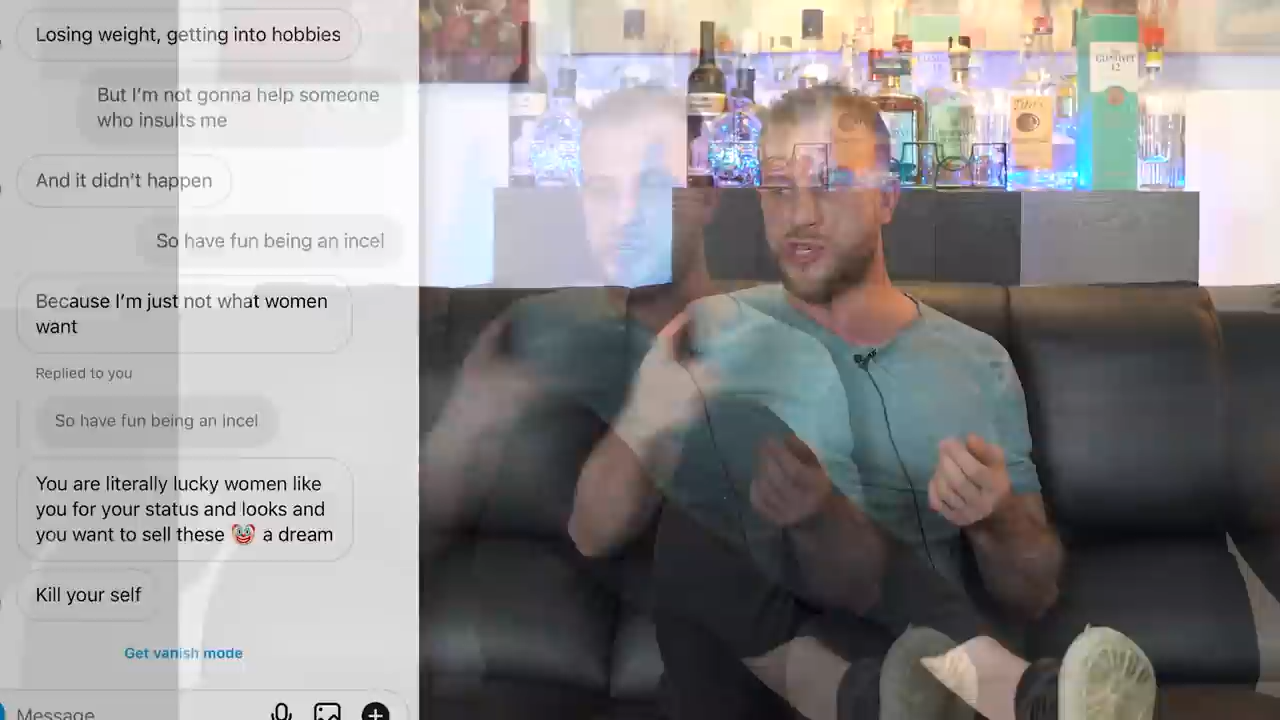 Losing weight, getting into hobbies
But I'm not gonna help someone
who insults me
And it didn't happen
So have fun being an incel
Because I'm just not what women
want
Replied to you
So have fun being an incel
You are literally lucky women like
you for your status and looks and
you want to sell these 🤡 a dream
Kill your self
Get vanish mode
Message
GLENLIVET
12